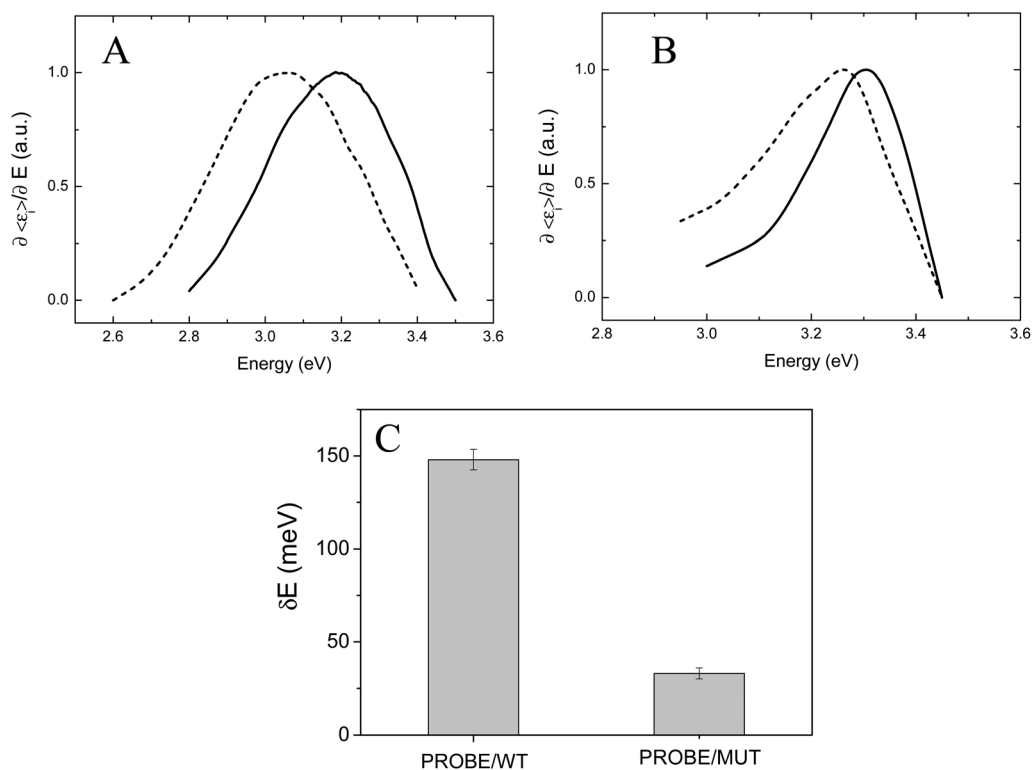 A
∂ <ε_i>/∂ E (a.u.)
1.0
0.5
0.0
2.6 2.8 3.0 3.2 3.4 3.6
Energy (eV)
B
∂ <ε_i>/∂ E (a.u.)
1.0
0.5
0.0
2.8 3.0 3.2 3.4 3.6
Energy (eV)
C
δE (meV)
150
100
50
0
PROBE/WT PROBE/MUT